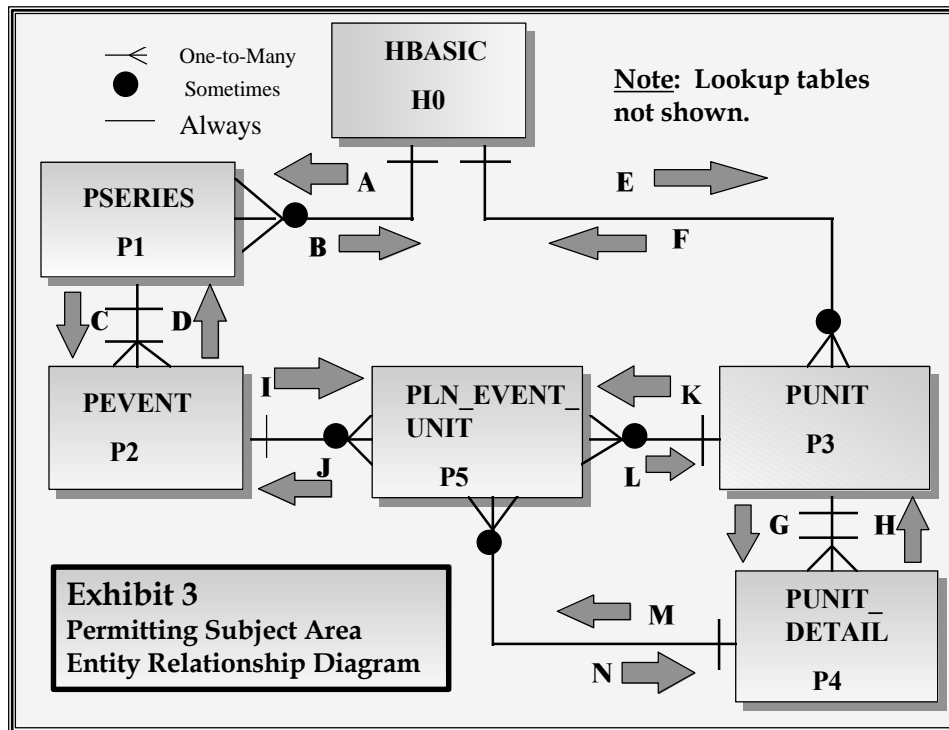 One-to-Many
Sometimes
Always
HBASIC
H0
Note: Lookup tables
not shown.
A
E
PSERIES
P1
B
F
C
D
I
K
PEVENT
P2
PLN_EVENT_
UNIT
P5
PUNIT
P3
J
L
G
H
Exhibit 3
Permitting Subject Area
Entity Relationship Diagram
M
N
PUNIT_
DETAIL
P4